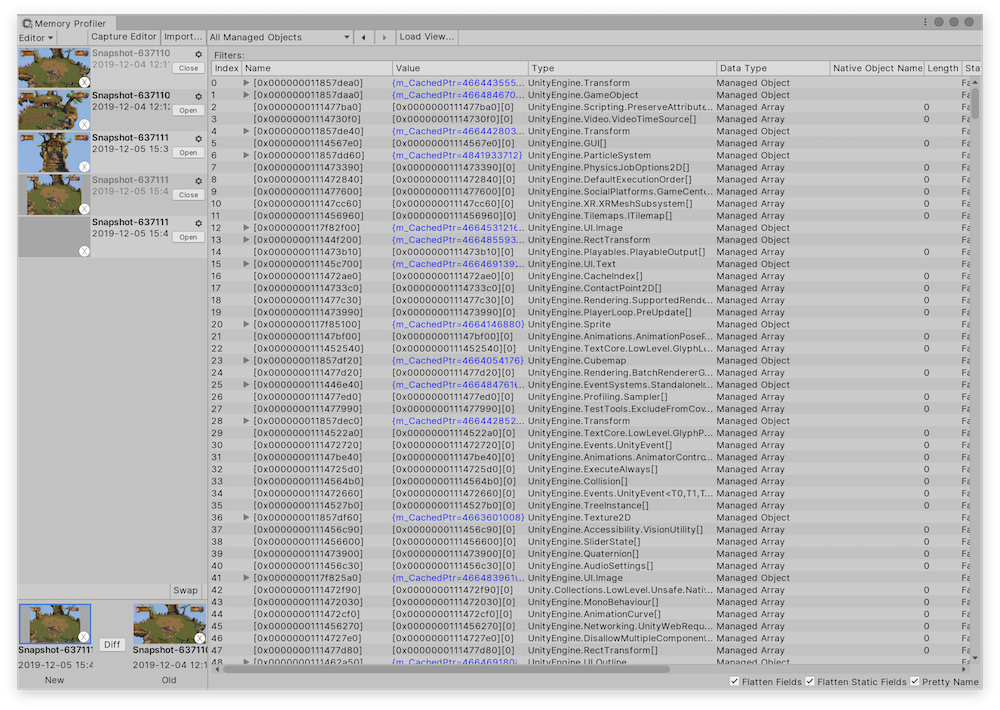 Memory Profiler
Editor Capture Editor Import... All Managed Objects Load View...
Snapshot-637110
2019-12-04 12:1
Close
Snapshot-637110
2019-12-04 12:1
Open
Snapshot-637111
2019-12-05 15:3
Open
Snapshot-637111
2019-12-05 15:4
Close
Snapshot-637111
2019-12-05 15:4
Open
Swap
Diff
Snapshot-637111 Snapshot-637110
2019-12-05 15:4 2019-12-04 12:1
New Old
Filters:
Index Name Value Type Data Type Native Object Name Length Sta
0 [0x000000011857dea0] {m_CachedPtr=466443555... UnityEngine.Transform Managed Object Fa
1 [0x000000011857daa0] {m_CachedPtr=466484670... UnityEngine.GameObject Managed Object Fa
2 [0x0000000111477ba0] [0x0000000111477ba0][0] UnityEngine.Scripting.PreserveAttribute... Managed Array 0 Fa
3 [0x00000001114730f0] [0x00000001114730f0][0] UnityEngine.Video.VideoTimeSource[] Managed Array 0 Fa
4 [0x000000011857de40] {m_CachedPtr=466442803... UnityEngine.Transform Managed Object Fa
5 [0x00000001114567e0] [0x00000001114567e0][0] UnityEngine.GUI[] Managed Array 0 Fa
6 [0x000000011857dd60] {m_CachedPtr=4841933712} UnityEngine.ParticleSystem Managed Object Fa
7 [0x0000000111473390] [0x0000000111473390][0] UnityEngine.PhysicsJobOptions2D[] Managed Array 0 Fa
8 [0x0000000111472840] [0x0000000111472840][0] UnityEngine.DefaultExecutionOrder[] Managed Array 0 Fa
9 [0x0000000111477600] [0x0000000111477600][0] UnityEngine.SocialPlatforms.GameCente... Managed Array 0 Fa
10 [0x000000011147cc60] [0x000000011147cc60][0] UnityEngine.XR.XRMeshSubsystem[] Managed Array 0 Fa
11 [0x0000000111456960] [0x0000000111456960][0] UnityEngine.Tilemaps.ITilemap[] Managed Array 0 Fa
12 [0x0000000117f82f00] {m_CachedPtr=466453121... UnityEngine.UI.Image Managed Object Fa
13 [0x000000011144f200] {m_CachedPtr=466485593... UnityEngine.RectTransform Managed Object Fa
14 [0x0000000111473b10] [0x0000000111473b10][0] UnityEngine.Playables.PlayableOutput[] Managed Array 0 Fa
15 [0x000000011145c700] {m_CachedPtr=466469139... UnityEngine.UI.Text Managed Object Fa
16 [0x0000000111472ae0] [0x0000000111472ae0][0] UnityEngine.CacheIndex[] Managed Array 0 Fa
17 [0x00000001114733c0] [0x00000001114733c0][0] UnityEngine.ContactPoint2D[] Managed Array 0 Fa
18 [0x0000000111477c30] [0x0000000111477c30][0] UnityEngine.Rendering.SupportedRende... Managed Array 0 Fa
19 [0x0000000111473990] [0x0000000111473990][0] UnityEngine.PlayerLoop.PreUpdate[] Managed Array 0 Fa
20 [0x0000000117f85100] {m_CachedPtr=4664146880} UnityEngine.Sprite Managed Object Fa
21 [0x000000011147bf00] [0x000000011147bf00][0] UnityEngine.Animations.AnimationPoseF... Managed Array 0 Fa
22 [0x0000000111452540] [0x0000000111452540][0] UnityEngine.TextCore.LowLevel.GlyphLu... Managed Array 0 Fa
23 [0x000000011857df20] {m_CachedPtr=4664054176} UnityEngine.Cubemap Managed Object Fa
24 [0x0000000111477d20] [0x0000000111477d20][0] UnityEngine.Rendering.BatchRendererG... Managed Array 0 Fa
25 [0x0000000111446e40] {m_CachedPtr=466484761... UnityEngine.EventSystems.StandaloneI... Managed Object Fa
26 [0x0000000111477ed0] [0x0000000111477ed0][0] UnityEngine.Profiling.Sampler[] Managed Array 0 Fa
27 [0x0000000111477990] [0x0000000111477990][0] UnityEngine.TestTools.ExcludeFromCov... Managed Array 0 Fa
28 [0x000000011857dec0] {m_CachedPtr=466442852... UnityEngine.Transform Managed Object Fa
29 [0x00000001114522a0] [0x00000001114522a0][0] UnityEngine.TextCore.LowLevel.GlyphP... Managed Array 0 Fa
30 [0x0000000111472720] [0x0000000111472720][0] UnityEngine.Events.UnityEvent[] Managed Array 0 Fa
31 [0x000000011147be40] [0x000000011147be40][0] UnityEngine.Animations.AnimatorContro... Managed Array 0 Fa
32 [0x00000001114725d0] [0x00000001114725d0][0] UnityEngine.ExecuteAlways[] Managed Array 0 Fa
33 [0x00000001114564b0] [0x00000001114564b0][0] UnityEngine.Collision[] Managed Array 0 Fa
34 [0x0000000111472660] [0x0000000111472660][0] UnityEngine.Events.UnityEvent<T0,T1,T... Managed Array 0 Fa
35 [0x00000001114527b0] [0x00000001114527b0][0] UnityEngine.TreeInstance[] Managed Array 0 Fa
36 [0x000000011857df60] {m_CachedPtr=4663601008} UnityEngine.Texture2D Managed Object Fa
37 [0x0000000111456c90] [0x0000000111456c90][0] UnityEngine.Accessibility.VisionUtility[] Managed Array 0 Fa
38 [0x0000000111456600] [0x0000000111456600][0] UnityEngine.SliderState[] Managed Array 0 Fa
39 [0x0000000111473900] [0x0000000111473900][0] UnityEngine.Quaternion[] Managed Array 0 Fa
40 [0x0000000111456c30] [0x0000000111456c30][0] UnityEngine.AudioSettings[] Managed Array 0 Fa
41 [0x0000000117f825a0] {m_CachedPtr=466483961... UnityEngine.UI.Image Managed Object Fa
42 [0x0000000111472f90] [0x0000000111472f90][0] Unity.Collections.LowLevel.Unsafe.Nati... Managed Array 0 Fa
43 [0x0000000111472030] [0x0000000111472030][0] UnityEngine.MonoBehaviour[] Managed Array 0 Fa
44 [0x0000000111472cf0] [0x0000000111472cf0][0] UnityEngine.AnimationCurve[] Managed Array 0 Fa
45 [0x0000000111456270] [0x0000000111456270][0] UnityEngine.Networking.UnityWebRequ... Managed Array 0 Fa
46 [0x00000001114727e0] [0x00000001114727e0][0] UnityEngine.DisallowMultipleComponen... Managed Array 0 Fa
47 [0x0000000111477d80] [0x0000000111477d80][0] UnityEngine.RectTransform[] Managed Array 0 Fa
48 [0x0000000111462a50] {m_CachedPtr=466469180... UnityEngine.UI.Outline Managed Object Fa
Flatten Fields Flatten Static Fields Pretty Name